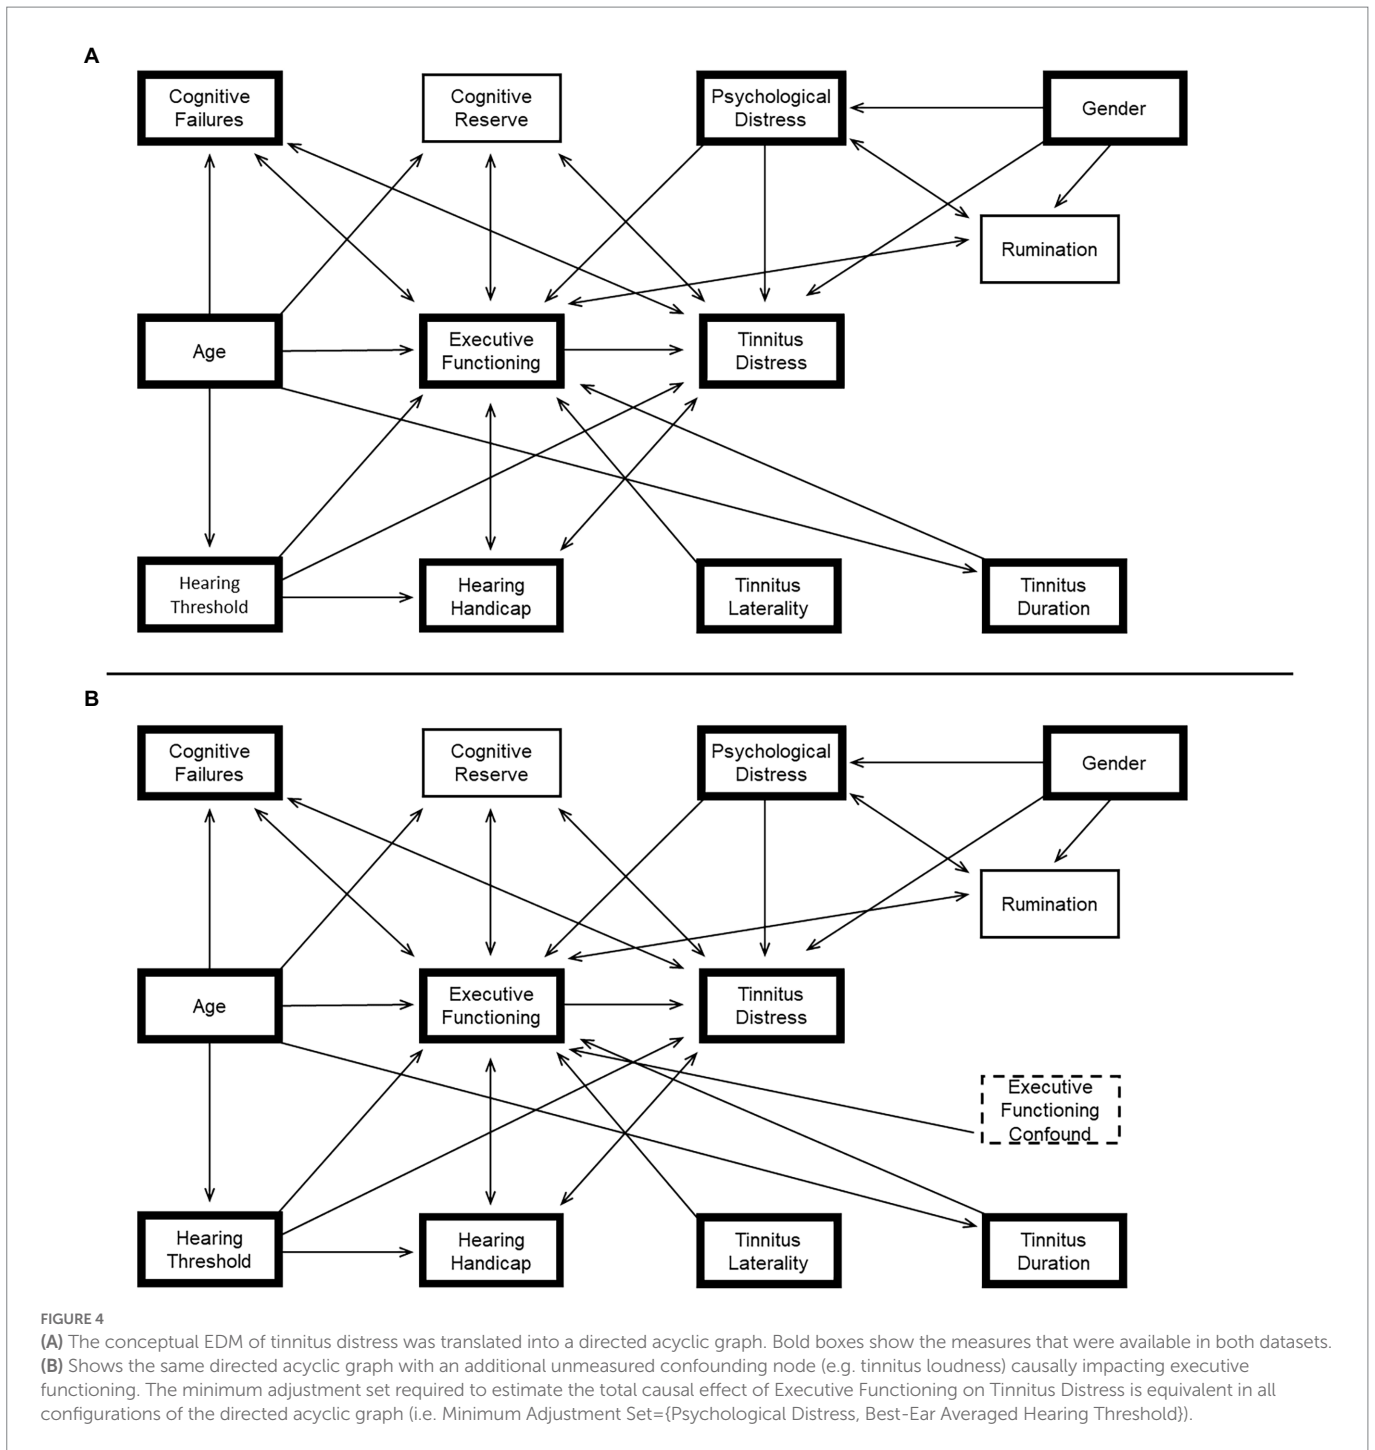 A
Cognitive
Failures
Cognitive
Reserve
Psychological
Distress
Gender
Rumination
Age
Executive
Functioning
Tinnitus
Distress
Hearing
Threshold
Hearing
Handicap
Tinnitus
Laterality
Tinnitus
Duration
B
Cognitive
Failures
Cognitive
Reserve
Psychological
Distress
Gender
Rumination
Age
Executive
Functioning
Tinnitus
Distress
Executive
Functioning
Confound
Hearing
Threshold
Hearing
Handicap
Tinnitus
Laterality
Tinnitus
Duration
FIGURE 4
(A) The conceptual EDM of tinnitus distress was translated into a directed acyclic graph. Bold boxes show the measures that were available in both datasets.
(B) Shows the same directed acyclic graph with an additional unmeasured confounding node (e.g. tinnitus loudness) causally impacting executive
functioning. The minimum adjustment set required to estimate the total causal effect of Executive Functioning on Tinnitus Distress is equivalent in all
configurations of the directed acyclic graph (i.e. Minimum Adjustment Set={Psychological Distress, Best-Ear Averaged Hearing Threshold}).